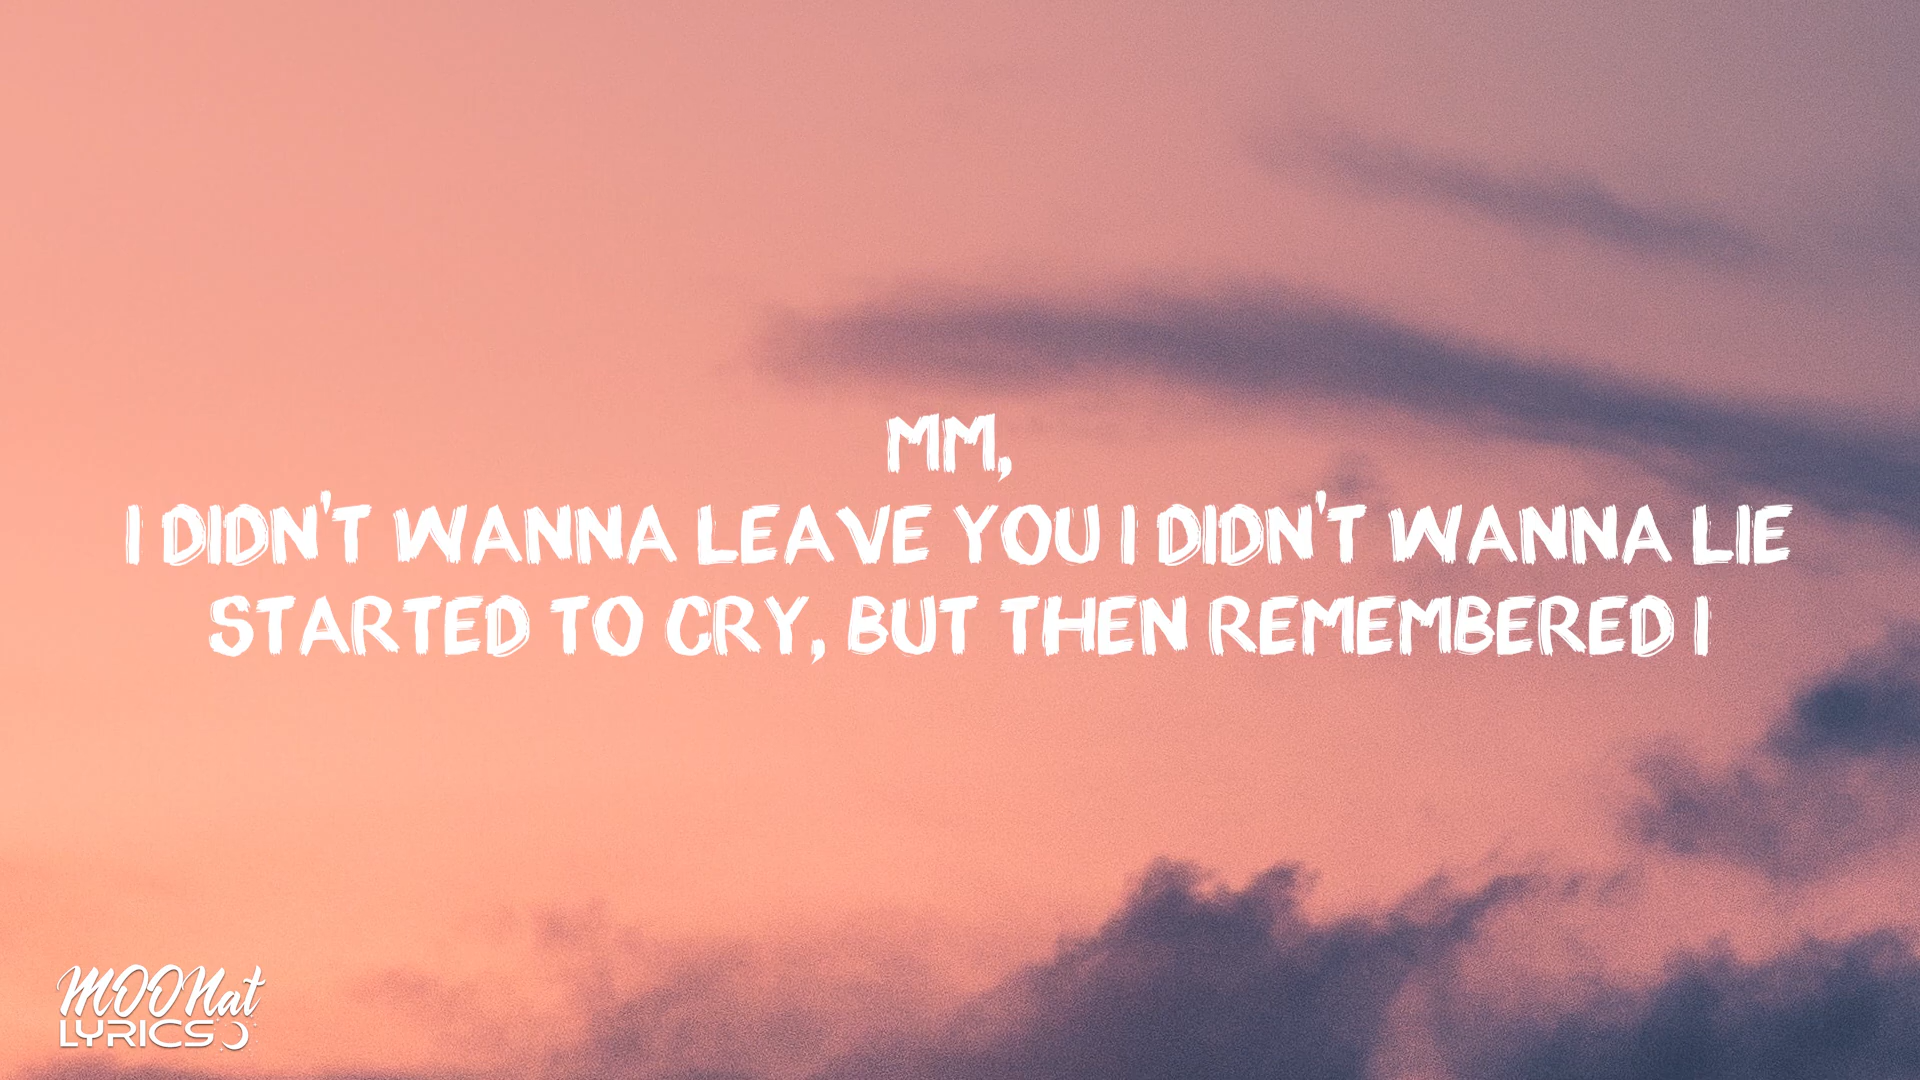 MM,
I DIDN'T WANNA LEAVE YOU I DIDN'T WANNA LIE
STARTED TO CRY, BUT THEN REMEMBERED I
MOONat
LYRICS